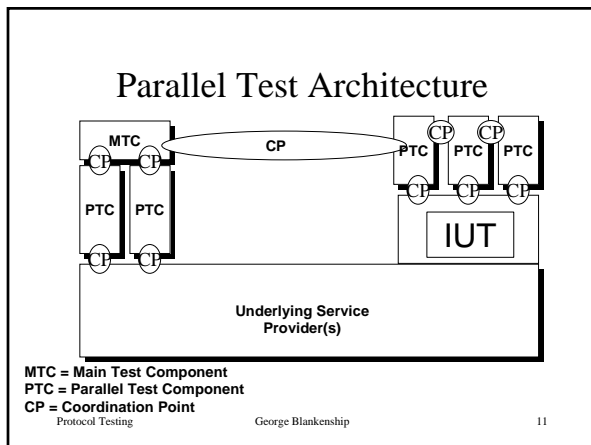 Parallel Test Architecture
MTC
CP
CP
CP
PTC
PTC
CP
CP
CP
CP
PTC
PTC
PTC
CP
CP
CP
IUT
Underlying Service
Provider(s)
MTC = Main Test Component
PTC = Parallel Test Component
CP = Coordination Point
Protocol Testing George Blankenship 11